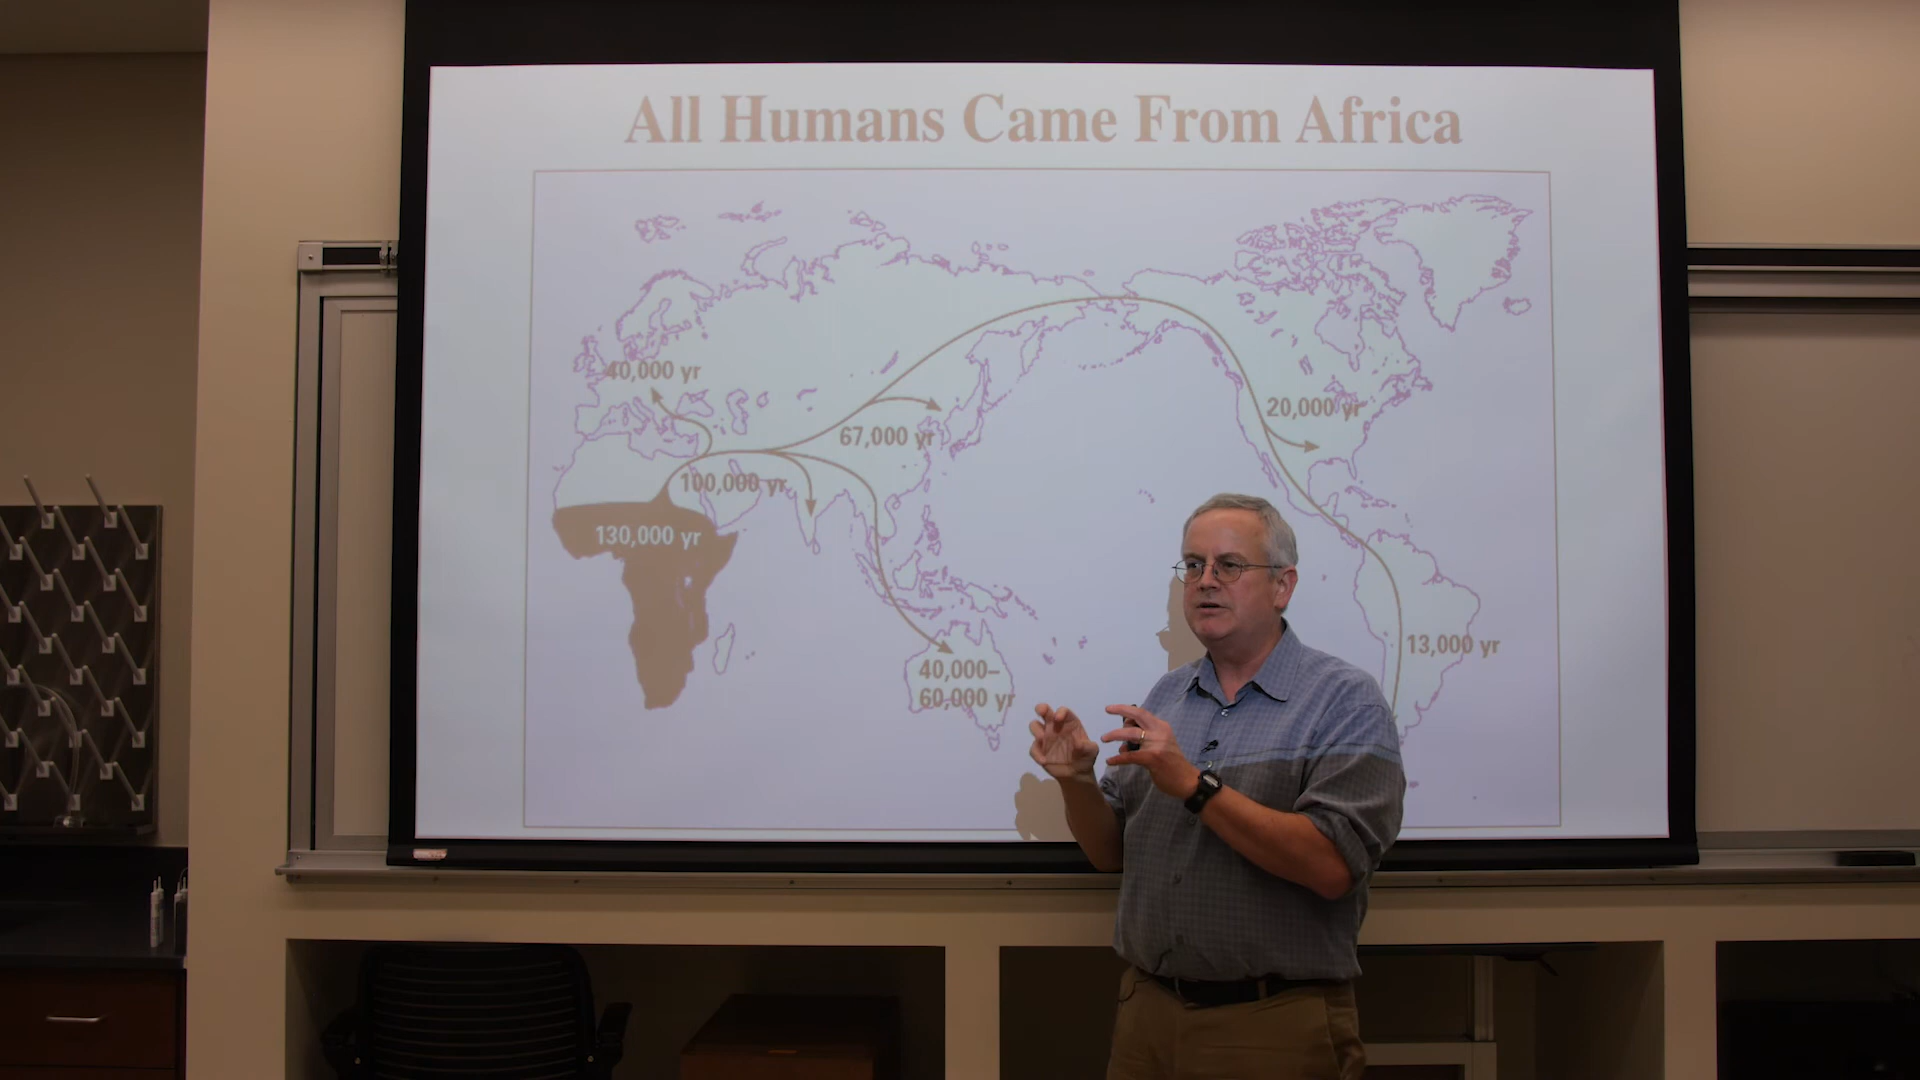 All Humans Came From Africa
40,000 yr
20,000 yr
67,000 yr
100,000 yr
130,000 yr
13,000 yr
40,000–
60,000 yr